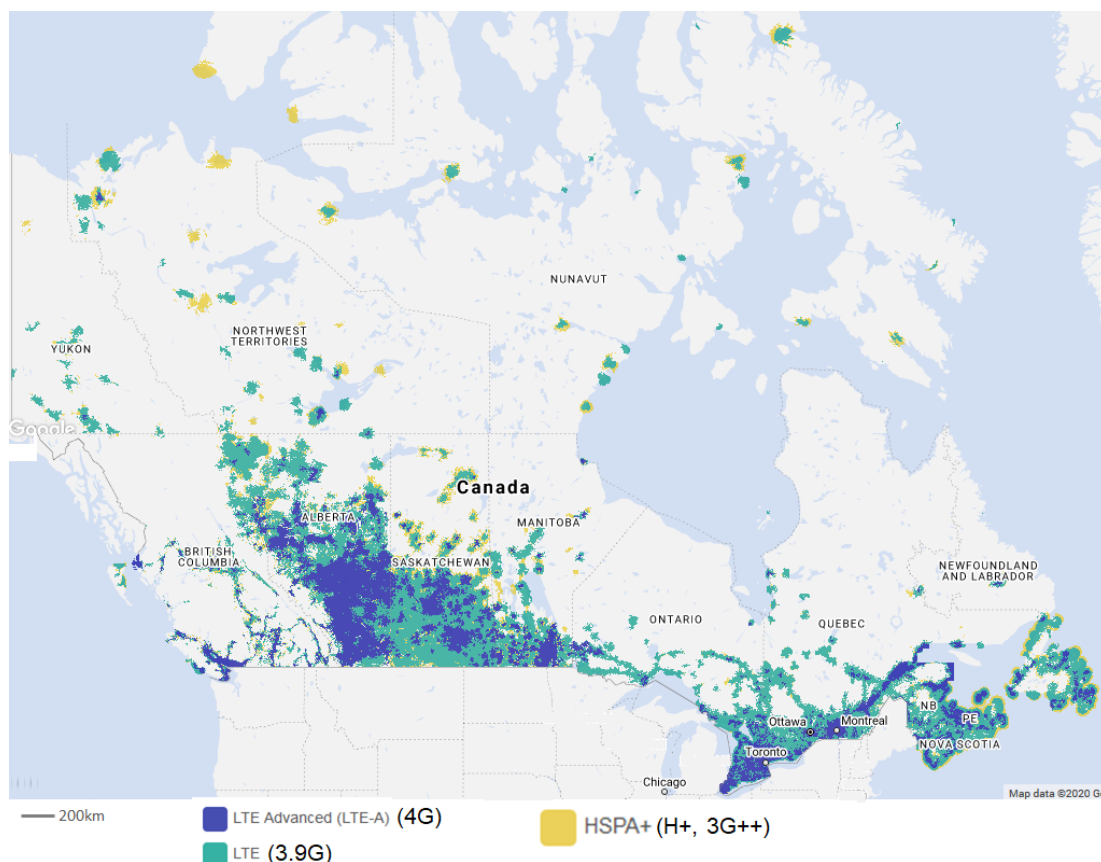 NUNAVUT
NORTHWEST
TERRITORIES
YUKON
Google
Canada
ALBERTA
MANITOBA
BRITISH
COLUMBIA
SASKATCHEWAN
NEWFOUNDLAND
AND LABRADOR
ONTARIO
QUEBEC
NB
PE
Ottawa
Montreal
NOVA SCOTIA
Toronto
Chicago
Map data ©2020 G
200km
LTE Advanced (LTE-A) (4G)
HSPA+ (H+, 3G++)
LTE (3.9G)